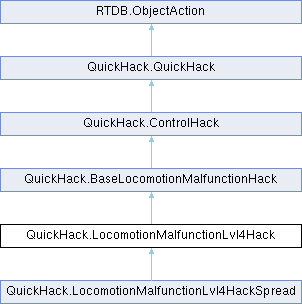 RTDB.ObjectAction
QuickHack.QuickHack
QuickHack.ControlHack
QuickHack.BaseLocomotionMalfunctionHack
QuickHack.LocomotionMalfunctionLvl4Hack
QuickHack.LocomotionMalfunctionLvl4HackSpread